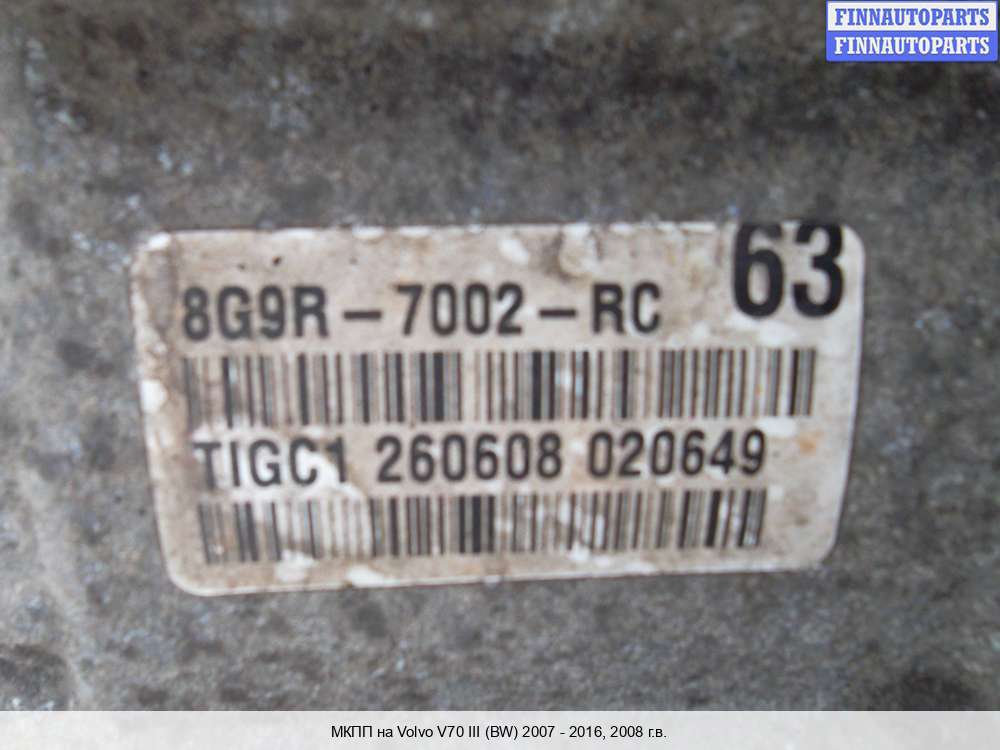 FINNAUTOPARTS
FINNAUTOPARTS
63
8G9R-7002-RC
TIGC1 260608 020649
МКПП на Volvo V70 III (BW) 2007 - 2016, 2008 г.в.